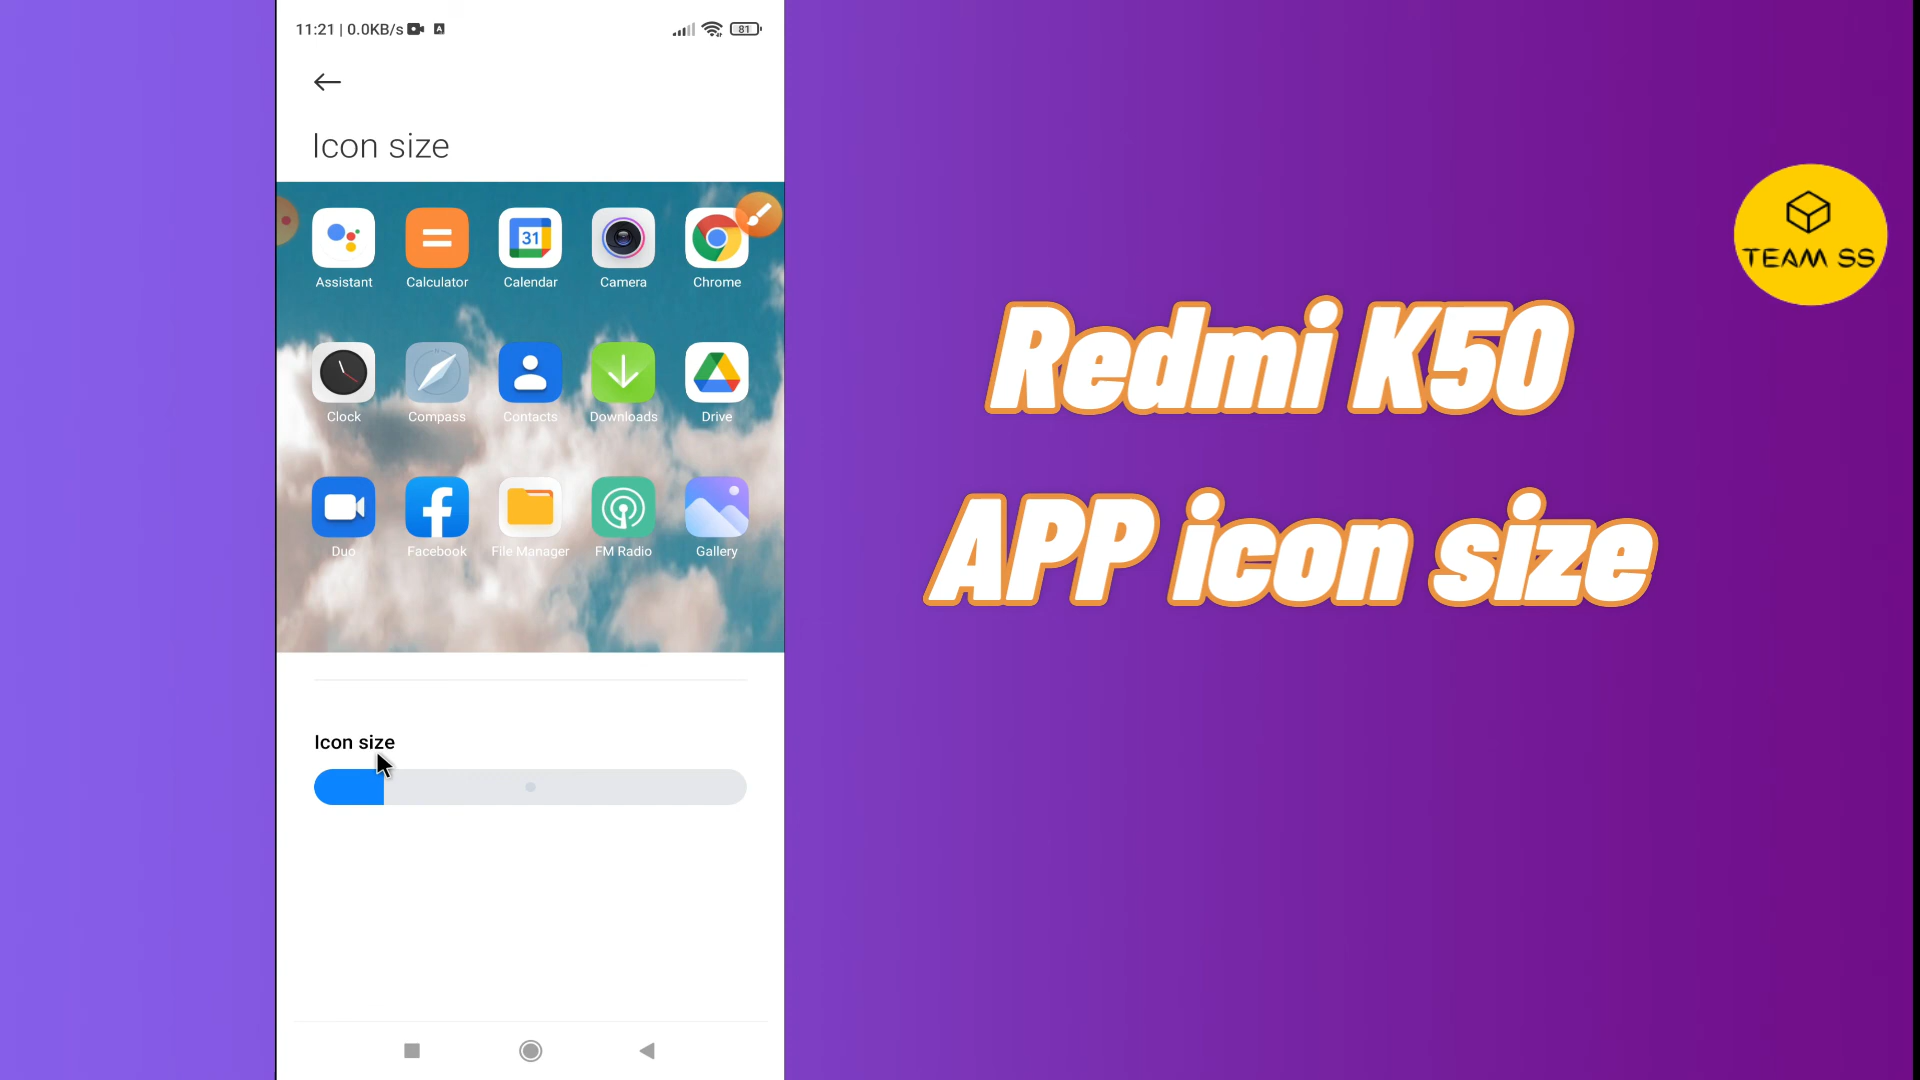 11:21 | 0.0KB/s A 81
Icon size
31
Assistant Calculator Calendar Camera Chrome
Clock Compass Contacts Downloads Drive
Duo Facebook File Manager FM Radio Gallery
Icon size
Redmi K50
APP icon size
TEAM SS